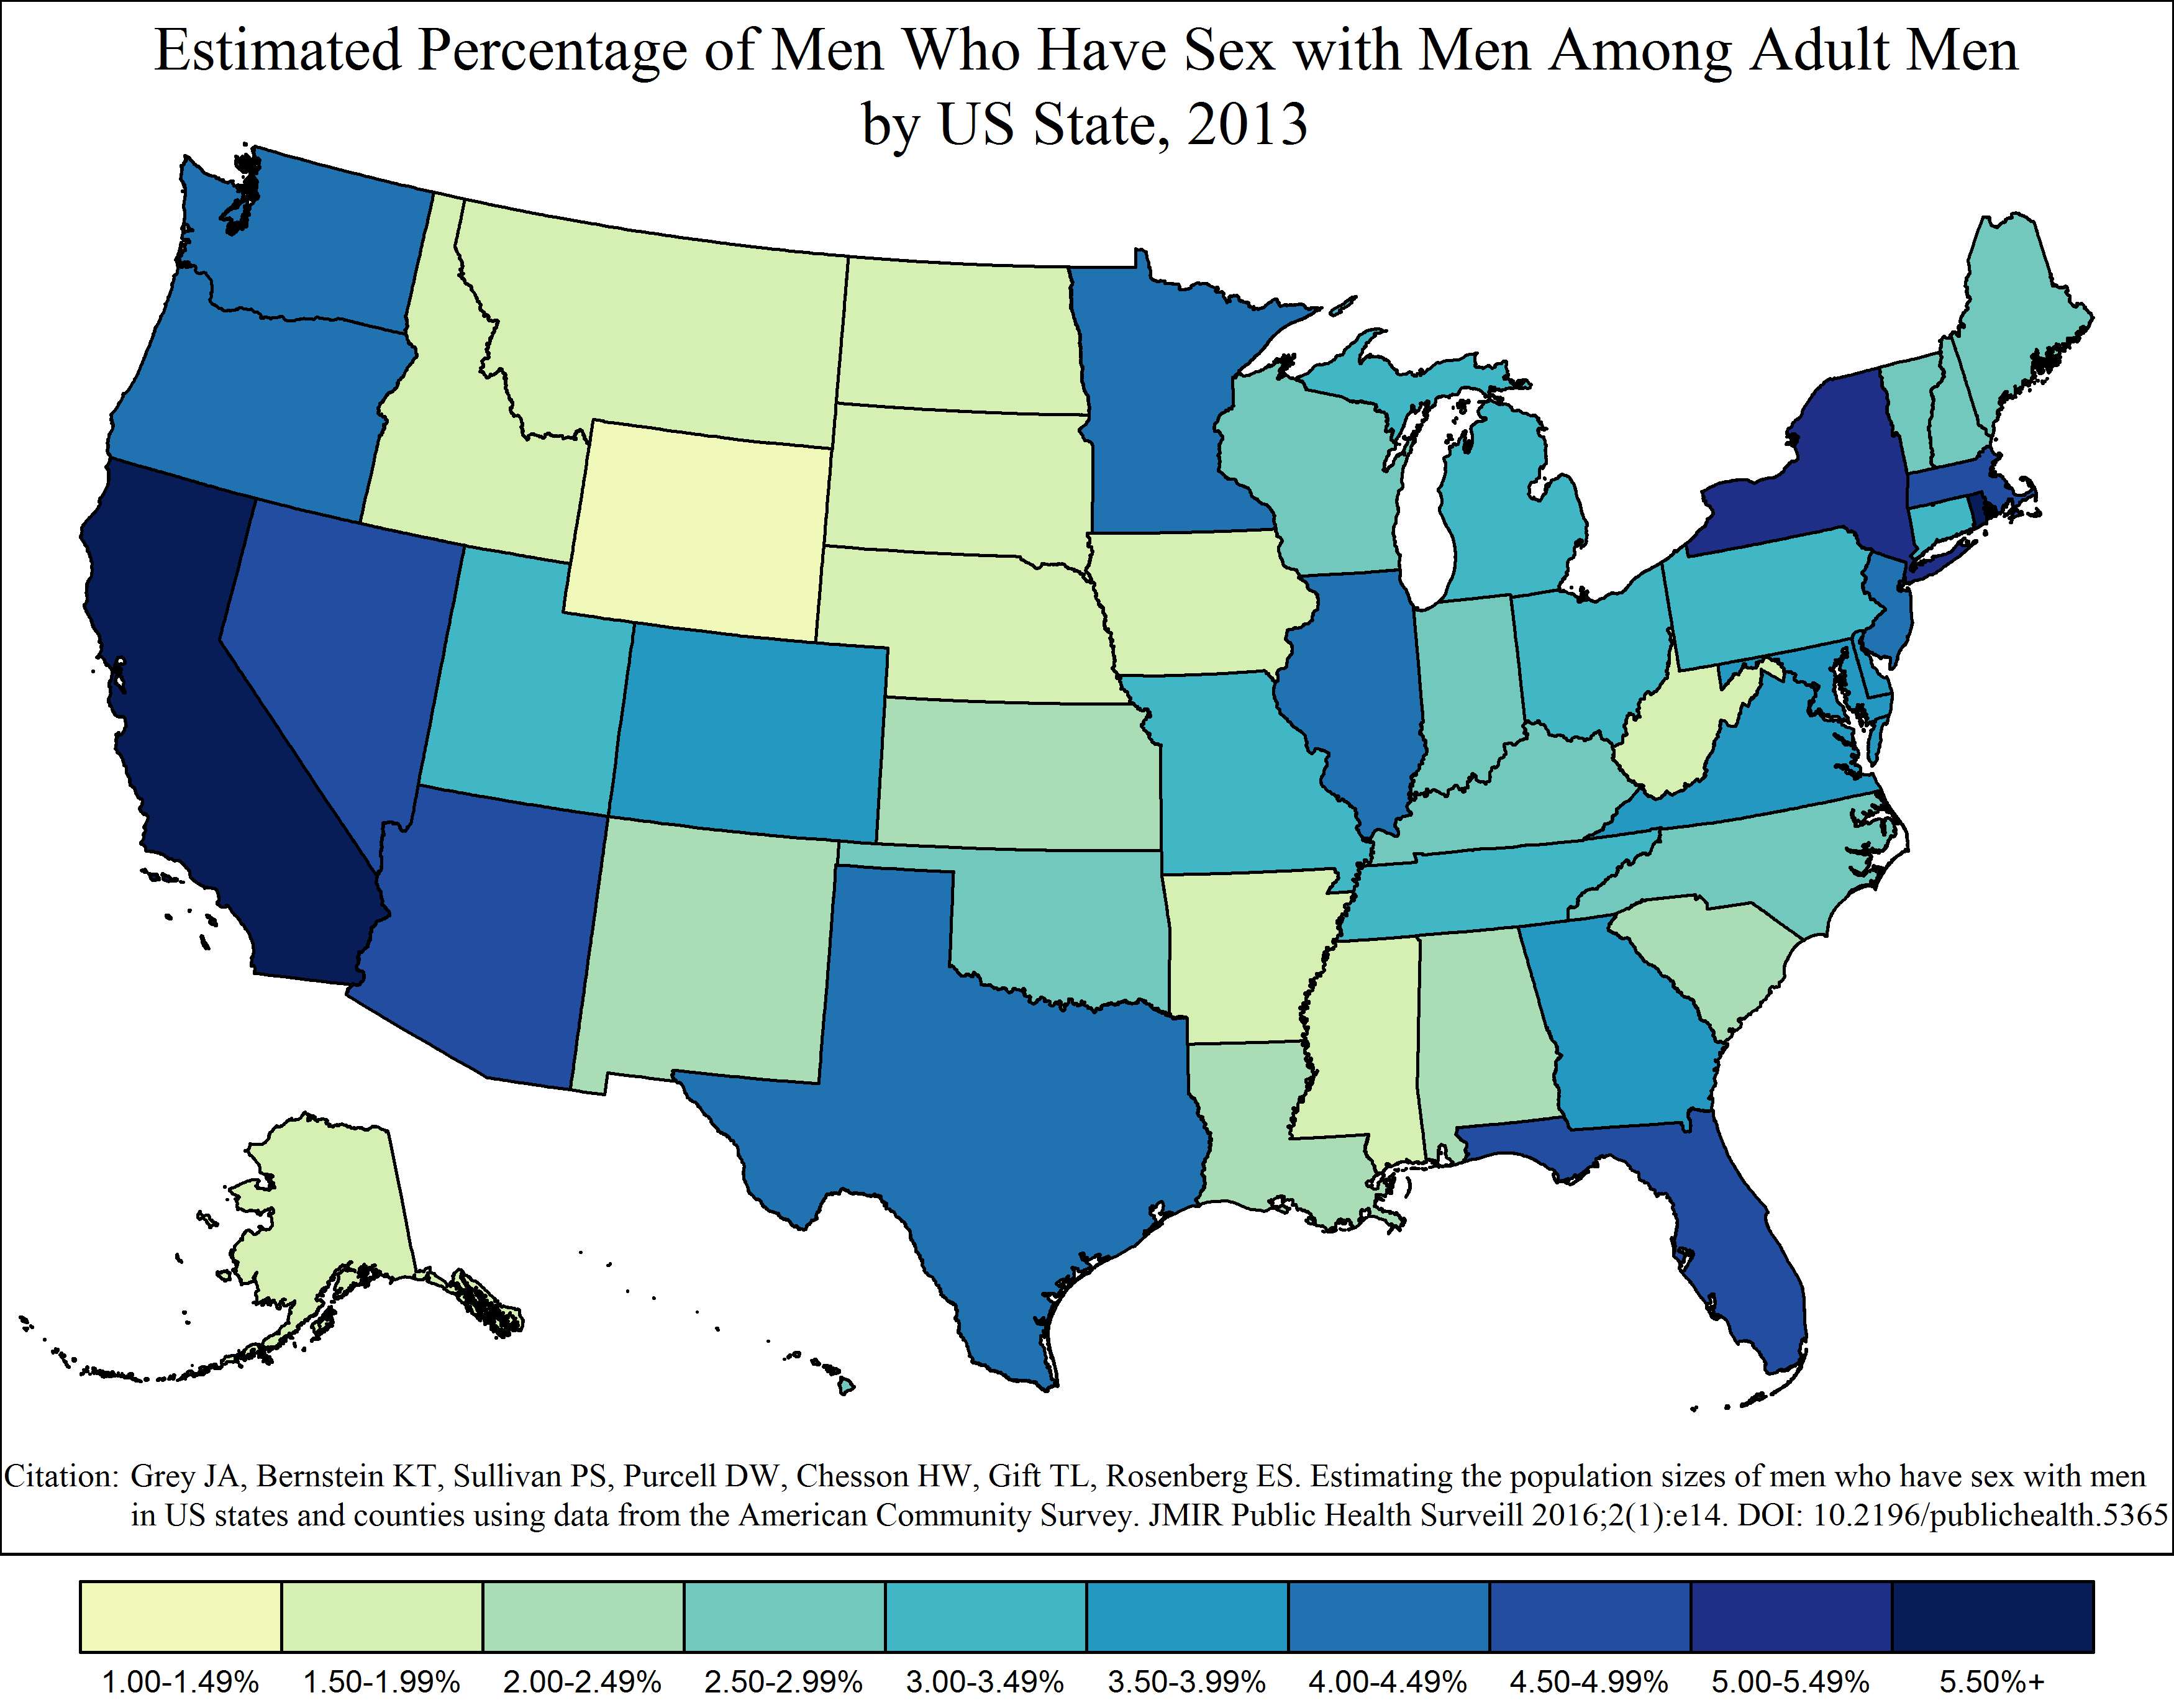 Estimated Percentage of Men Who Have Sex with Men Among Adult Men
by US State, 2013
Citation: Grey JA, Bernstein KT, Sullivan PS, Purcell DW, Chesson HW, Gift TL, Rosenberg ES. Estimating the population sizes of men who have sex with men
in US states and counties using data from the American Community Survey. JMIR Public Health Surveill 2016;2(1):e14. DOI: 10.2196/publichealth.5365
1.00-1.49% 1.50-1.99% 2.00-2.49% 2.50-2.99% 3.00-3.49% 3.50-3.99% 4.00-4.49% 4.50-4.99% 5.00-5.49% 5.50%+